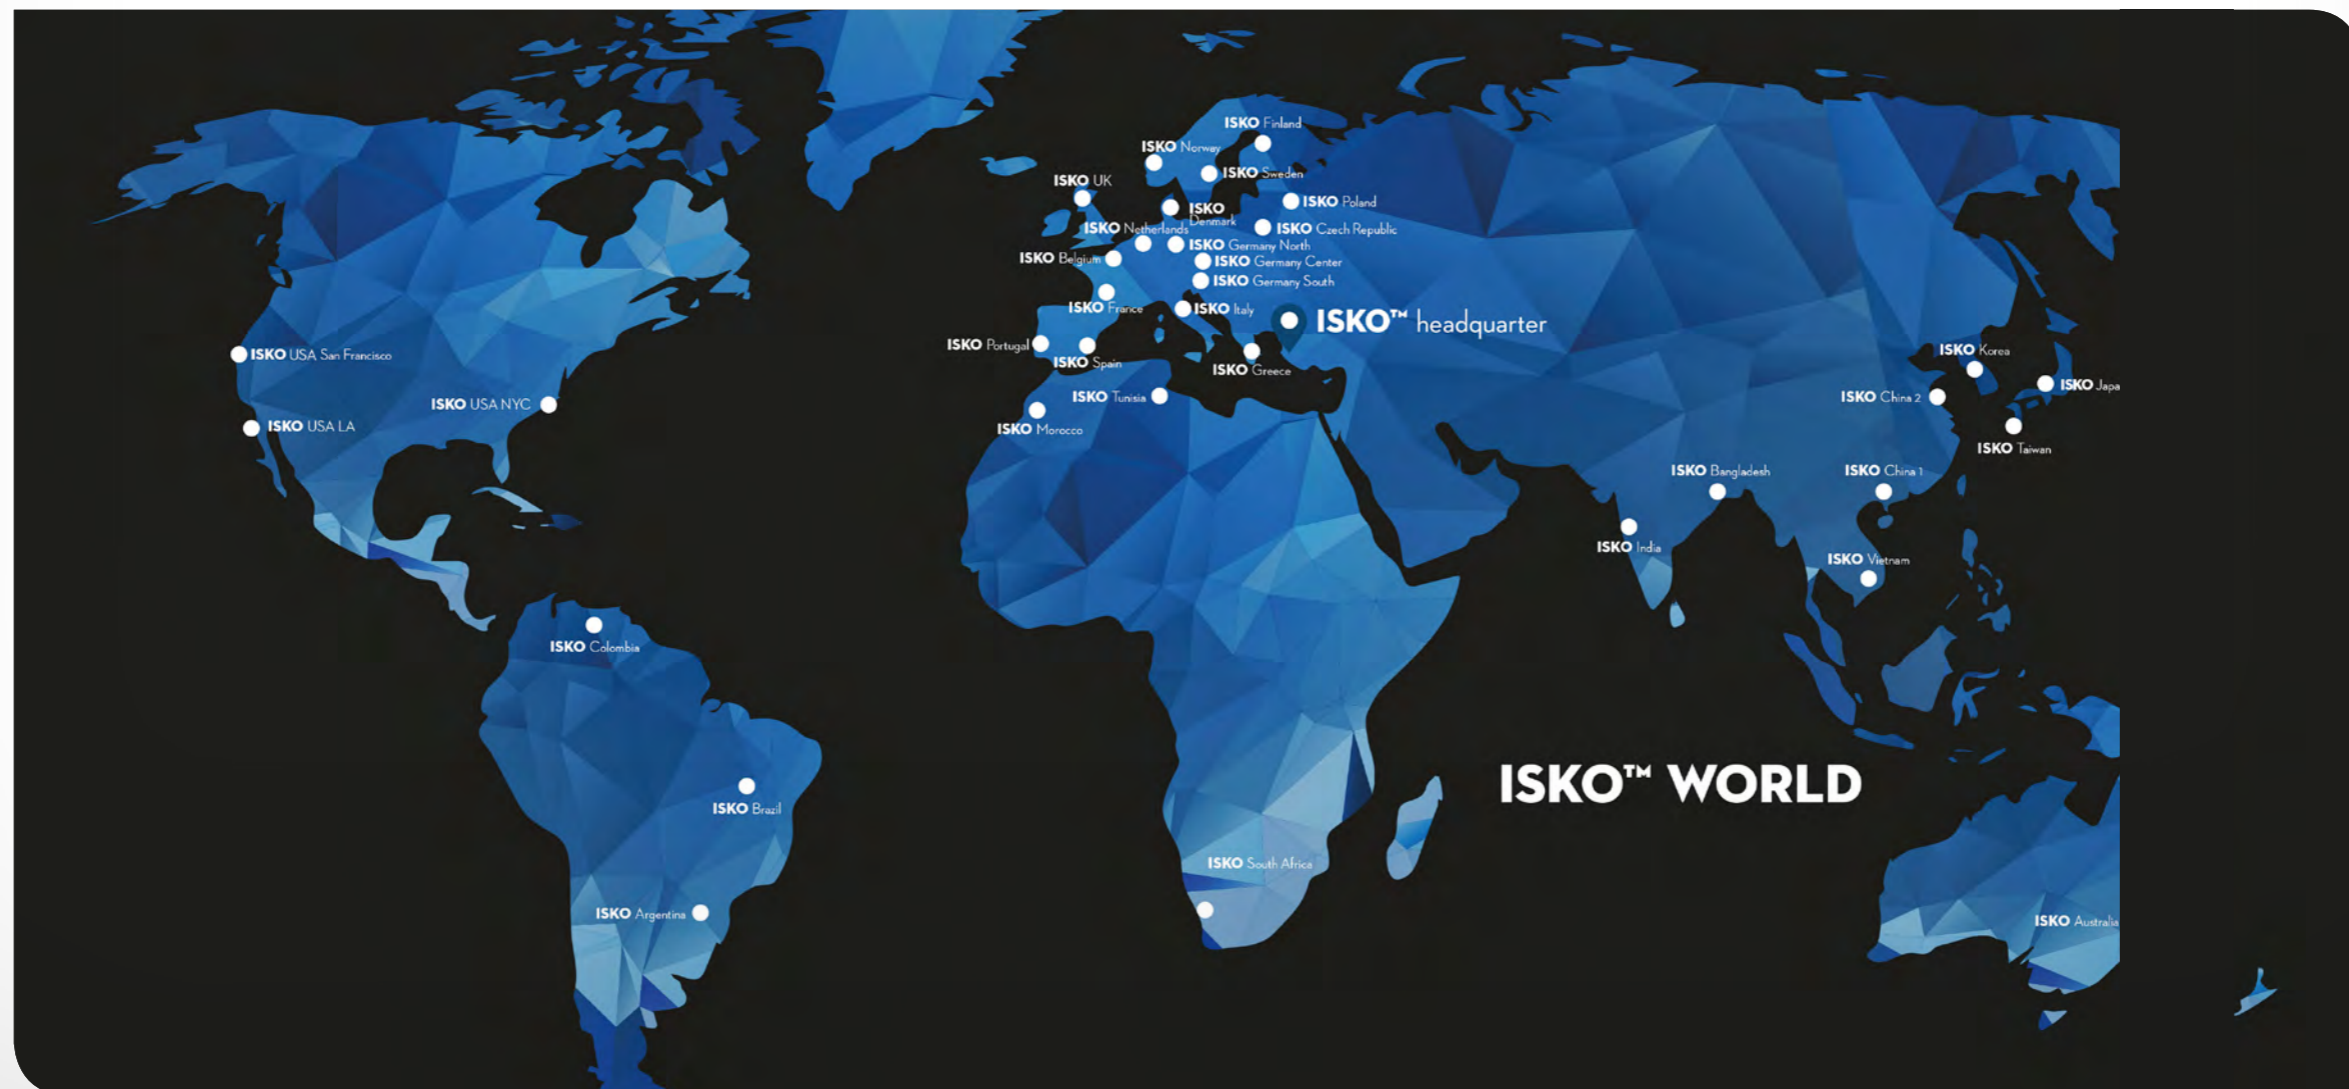 ISKO Finland
ISKO Norway
ISKO Sweden
ISKO UK
ISKO Poland
ISKO
Denmark
ISKO Netherlands
ISKO Czech Republic
ISKO Germany North
ISKO Belgium
ISKO Germany Center
ISKO Germany South
ISKO France
ISKO Italy
ISKO™ headquarter
ISKO Portugal
ISKO Spain
ISKO Greece
ISKO USA San Francisco
ISKO USA NYC
ISKO USA LA
ISKO Tunisia
ISKO Morocco
ISKO Korea
ISKO Japa
ISKO China 2
ISKO Taiwan
ISKO Bangladesh
ISKO China 1
ISKO India
ISKO Vietnam
ISKO Colombia
ISKO Brazil
ISKO™ WORLD
ISKO South Africa
ISKO Argentina
ISKO Australia